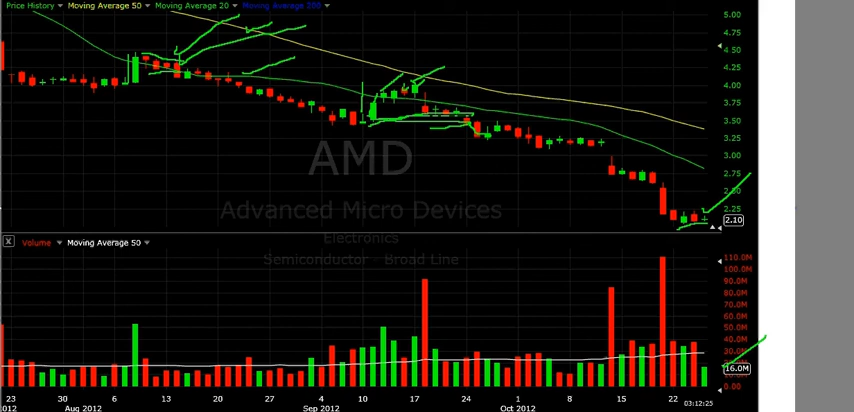 Price History Moving Average 50 Moving Average 20 Moving Average 200
5.00
4.75
4.50
4.25
4.00
3.75
3.50
3.25
3.00
2.75
2.50
2.25
2.10
AMD
Advanced Micro Devices
Electronics
Semiconductor - Broad Line
X Volume Moving Average 50
110.0M
100.0M
90.0M
80.0M
70.0M
60.0M
50.0M
40.0M
30.0M
16.0M
10.0M
0.00
23 30 6 13 20 27 4 10 17 24 1 8 15 22 03:12:25
2012 Aug 2012 Sep 2012 Oct 2012